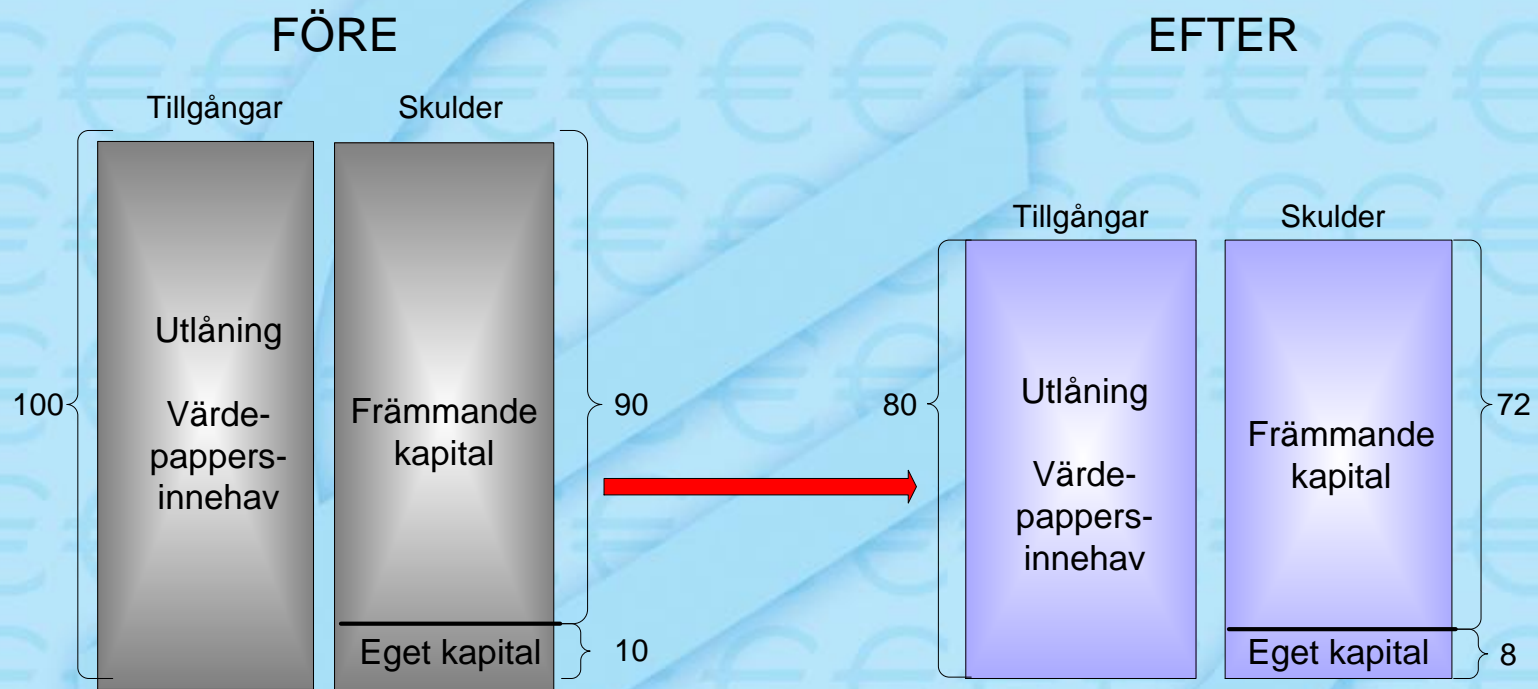 FÖRE
Tillgångar
Skulder
100
Utlåning
Värde-
pappers-
innehav
Främmande
kapital
90
Eget kapital
10
EFTER
Tillgångar
Skulder
80
Utlåning
Värde-
pappers-
innehav
Främmande
kapital
72
Eget kapital
8